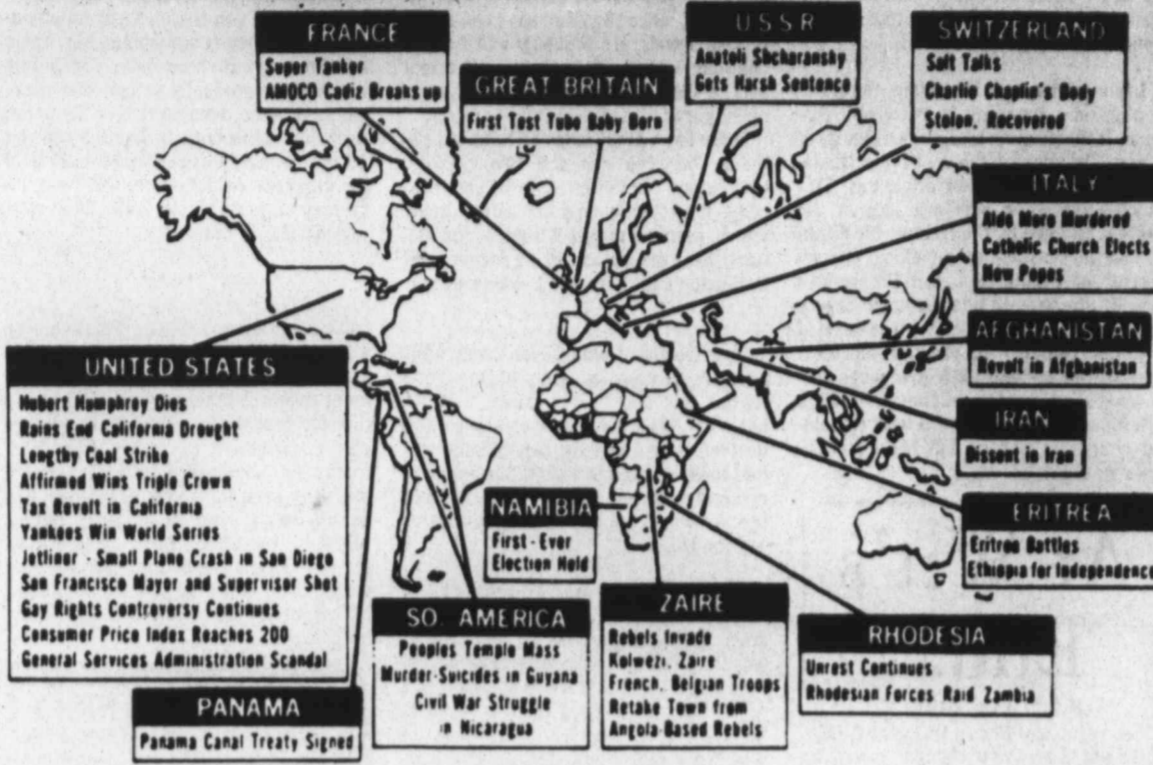 FRANCE
Super Tanker
AMOCO Cadiz Breaks up
GREAT BRITAIN
First Test Tube Baby Born
U.S.S.R
Anatoli Shcharansky
Gets Harsh Sentence
SWITZERLAND
Salt Talks
Charlie Chaplin's Body
Stolen, Recovered
ITALY
Aldo Moro Murdered
Catholic Church Elects
New Popes
AFGHANISTAN
Revolt in Afghanistan
IRAN
Dissent in Iran
ERITREA
Eritrea Battles
Ethiopia for Independence
UNITED STATES
Hubert Humphrey Dies
Rains End California Drought
Lengthy Coal Strike
Affirmed Wins Triple Crown
Tax Revolt in California
Yankees Win World Series
Jetliner - Small Plane Crash in San Diego
San Francisco Mayor and Supervisor Shot
Gay Rights Controversy Continues
Consumer Price Index Reaches 200
General Services Administration Scandal
PANAMA
Panama Canal Treaty Signed
SO. AMERICA
Peoples Temple Mass
Murder-Suicides in Guyana
Civil War Struggle
in Nicaragua
NAMIBIA
First - Ever
Election Held
ZAIRE
Rebels Invade
Kolwezi, Zaire
French, Belgian Troops
Retake Town from
Angola-Based Rebels
RHODESIA
Unrest Continues
Rhodesian Forces Raid Zambia